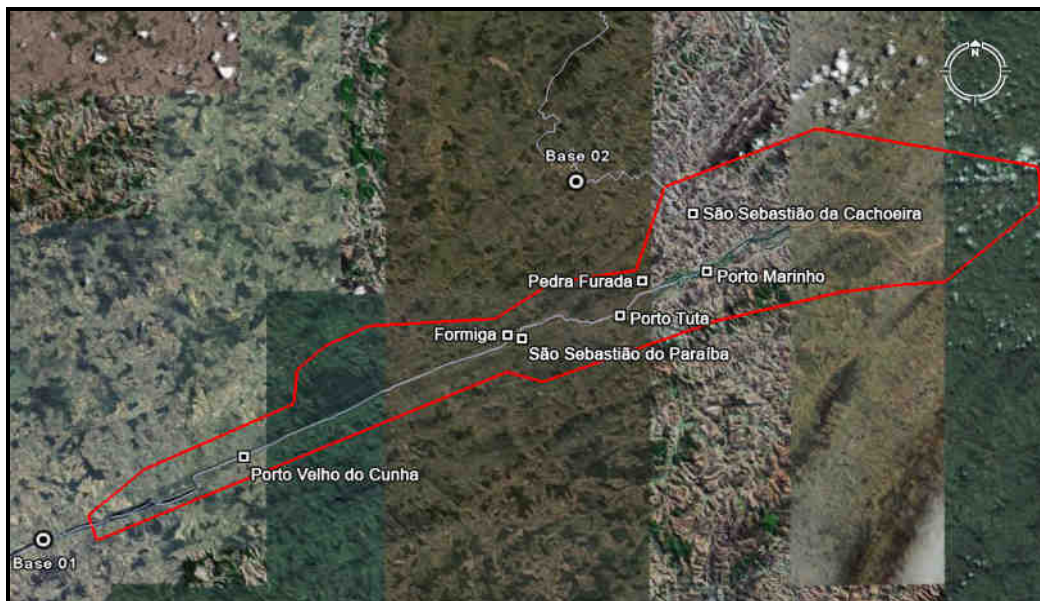 N
Base 02
São Sebastião da Cachoeira
Pedra Furada
Porto Marinho
Porto Tuta
Formiga
São Sebastião do Paraíba
Porto Velho do Cunha
Base 01